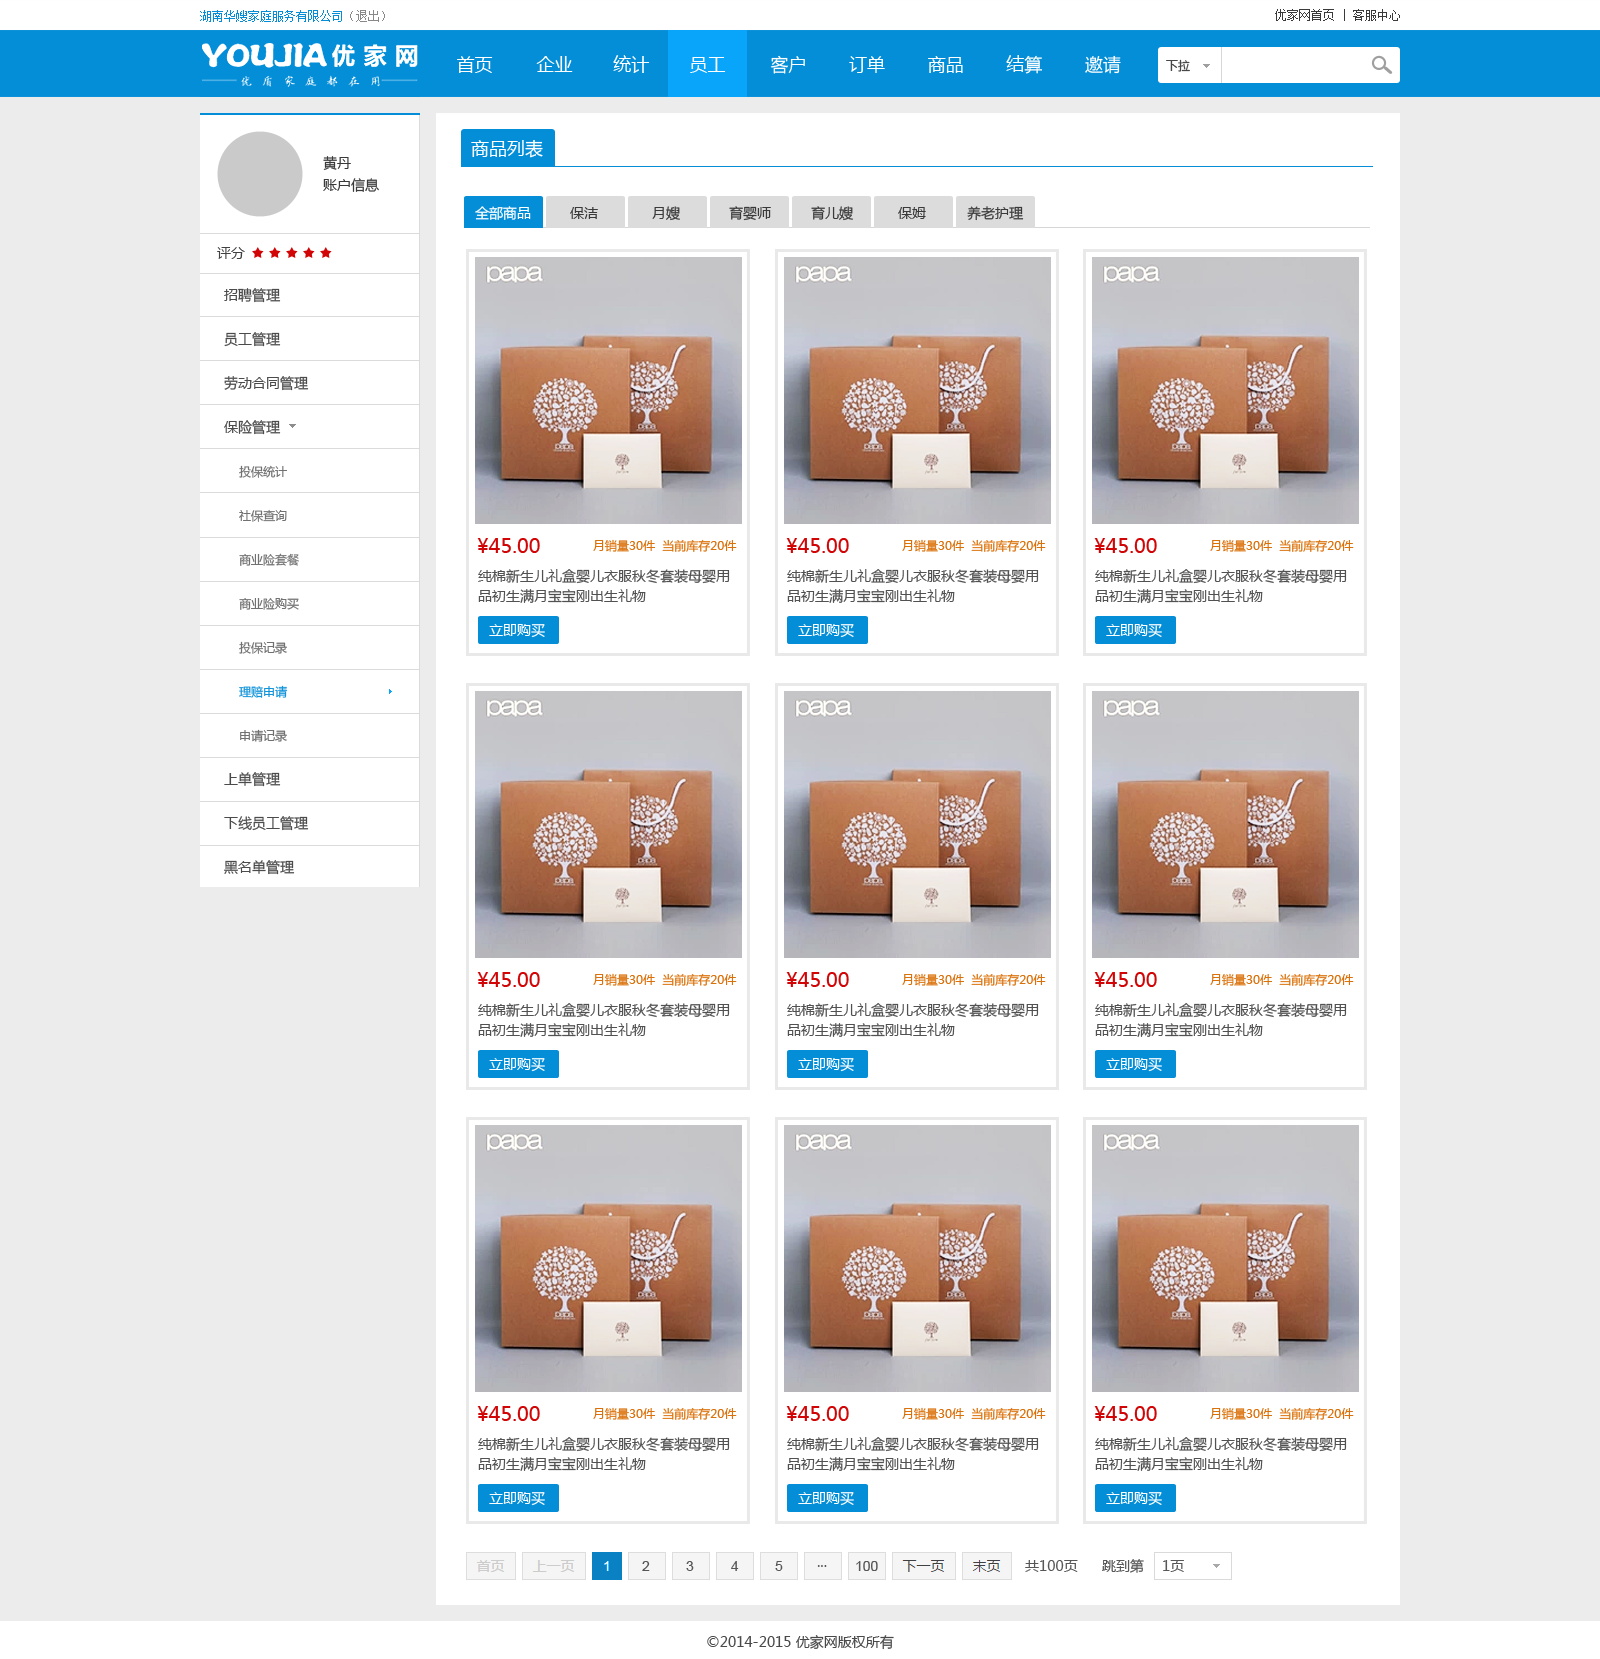 湖南华嫂家庭服务有限公司（退出）
优家网首页 | 客服中心
YOUJIA优家网
优质家庭都在用
首页 企业 统计 员工 客户 订单 商品 结算 邀请
下拉
黄丹
账户信息
评分
招聘管理
员工管理
劳动合同管理
保险管理
投保统计
社保查询
商业险套餐
商业险购买
投保记录
理赔申请
申请记录
上单管理
下线员工管理
黑名单管理
商品列表
全部商品 保洁 月嫂 育婴师 育儿嫂 保姆 养老护理
papa papa papa
¥45.00 月销量30件 当前库存20件 ¥45.00 月销量30件 当前库存20件 ¥45.00 月销量30件 当前库存20件
纯棉新生儿礼盒婴儿衣服秋冬套装母婴用 纯棉新生儿礼盒婴儿衣服秋冬套装母婴用 纯棉新生儿礼盒婴儿衣服秋冬套装母婴用
品初生满月宝宝刚出生礼物 品初生满月宝宝刚出生礼物 品初生满月宝宝刚出生礼物
立即购买 立即购买 立即购买
papa papa papa
¥45.00 月销量30件 当前库存20件 ¥45.00 月销量30件 当前库存20件 ¥45.00 月销量30件 当前库存20件
纯棉新生儿礼盒婴儿衣服秋冬套装母婴用 纯棉新生儿礼盒婴儿衣服秋冬套装母婴用 纯棉新生儿礼盒婴儿衣服秋冬套装母婴用
品初生满月宝宝刚出生礼物 品初生满月宝宝刚出生礼物 品初生满月宝宝刚出生礼物
立即购买 立即购买 立即购买
papa papa papa
¥45.00 月销量30件 当前库存20件 ¥45.00 月销量30件 当前库存20件 ¥45.00 月销量30件 当前库存20件
纯棉新生儿礼盒婴儿衣服秋冬套装母婴用 纯棉新生儿礼盒婴儿衣服秋冬套装母婴用 纯棉新生儿礼盒婴儿衣服秋冬套装母婴用
品初生满月宝宝刚出生礼物 品初生满月宝宝刚出生礼物 品初生满月宝宝刚出生礼物
立即购买 立即购买 立即购买
首页 上一页 1 2 3 4 5 ... 100 下一页 末页 共100页 跳到第 1页
©2014-2015 优家网版权所有